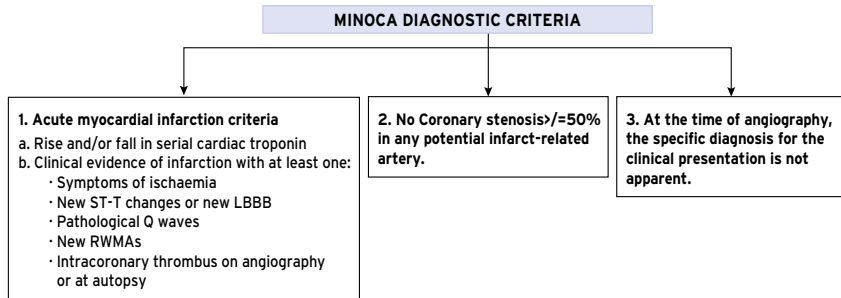 MINOCA DIAGNOSTIC CRITERIA
1. Acute myocardial infarction criteria
a. Rise and/or fall in serial cardiac troponin
b. Clinical evidence of infarction with at least one:
· Symptoms of ischaemia
· New ST-T changes or new LBBB
· Pathological Q waves
· New RWMAs
· Intracoronary thrombus on angiography
or at autopsy
2. No Coronary stenosis>/=50%
in any potential infarct-related
artery.
3. At the time of angiography,
the specific diagnosis for the
clinical presentation is not
apparent.